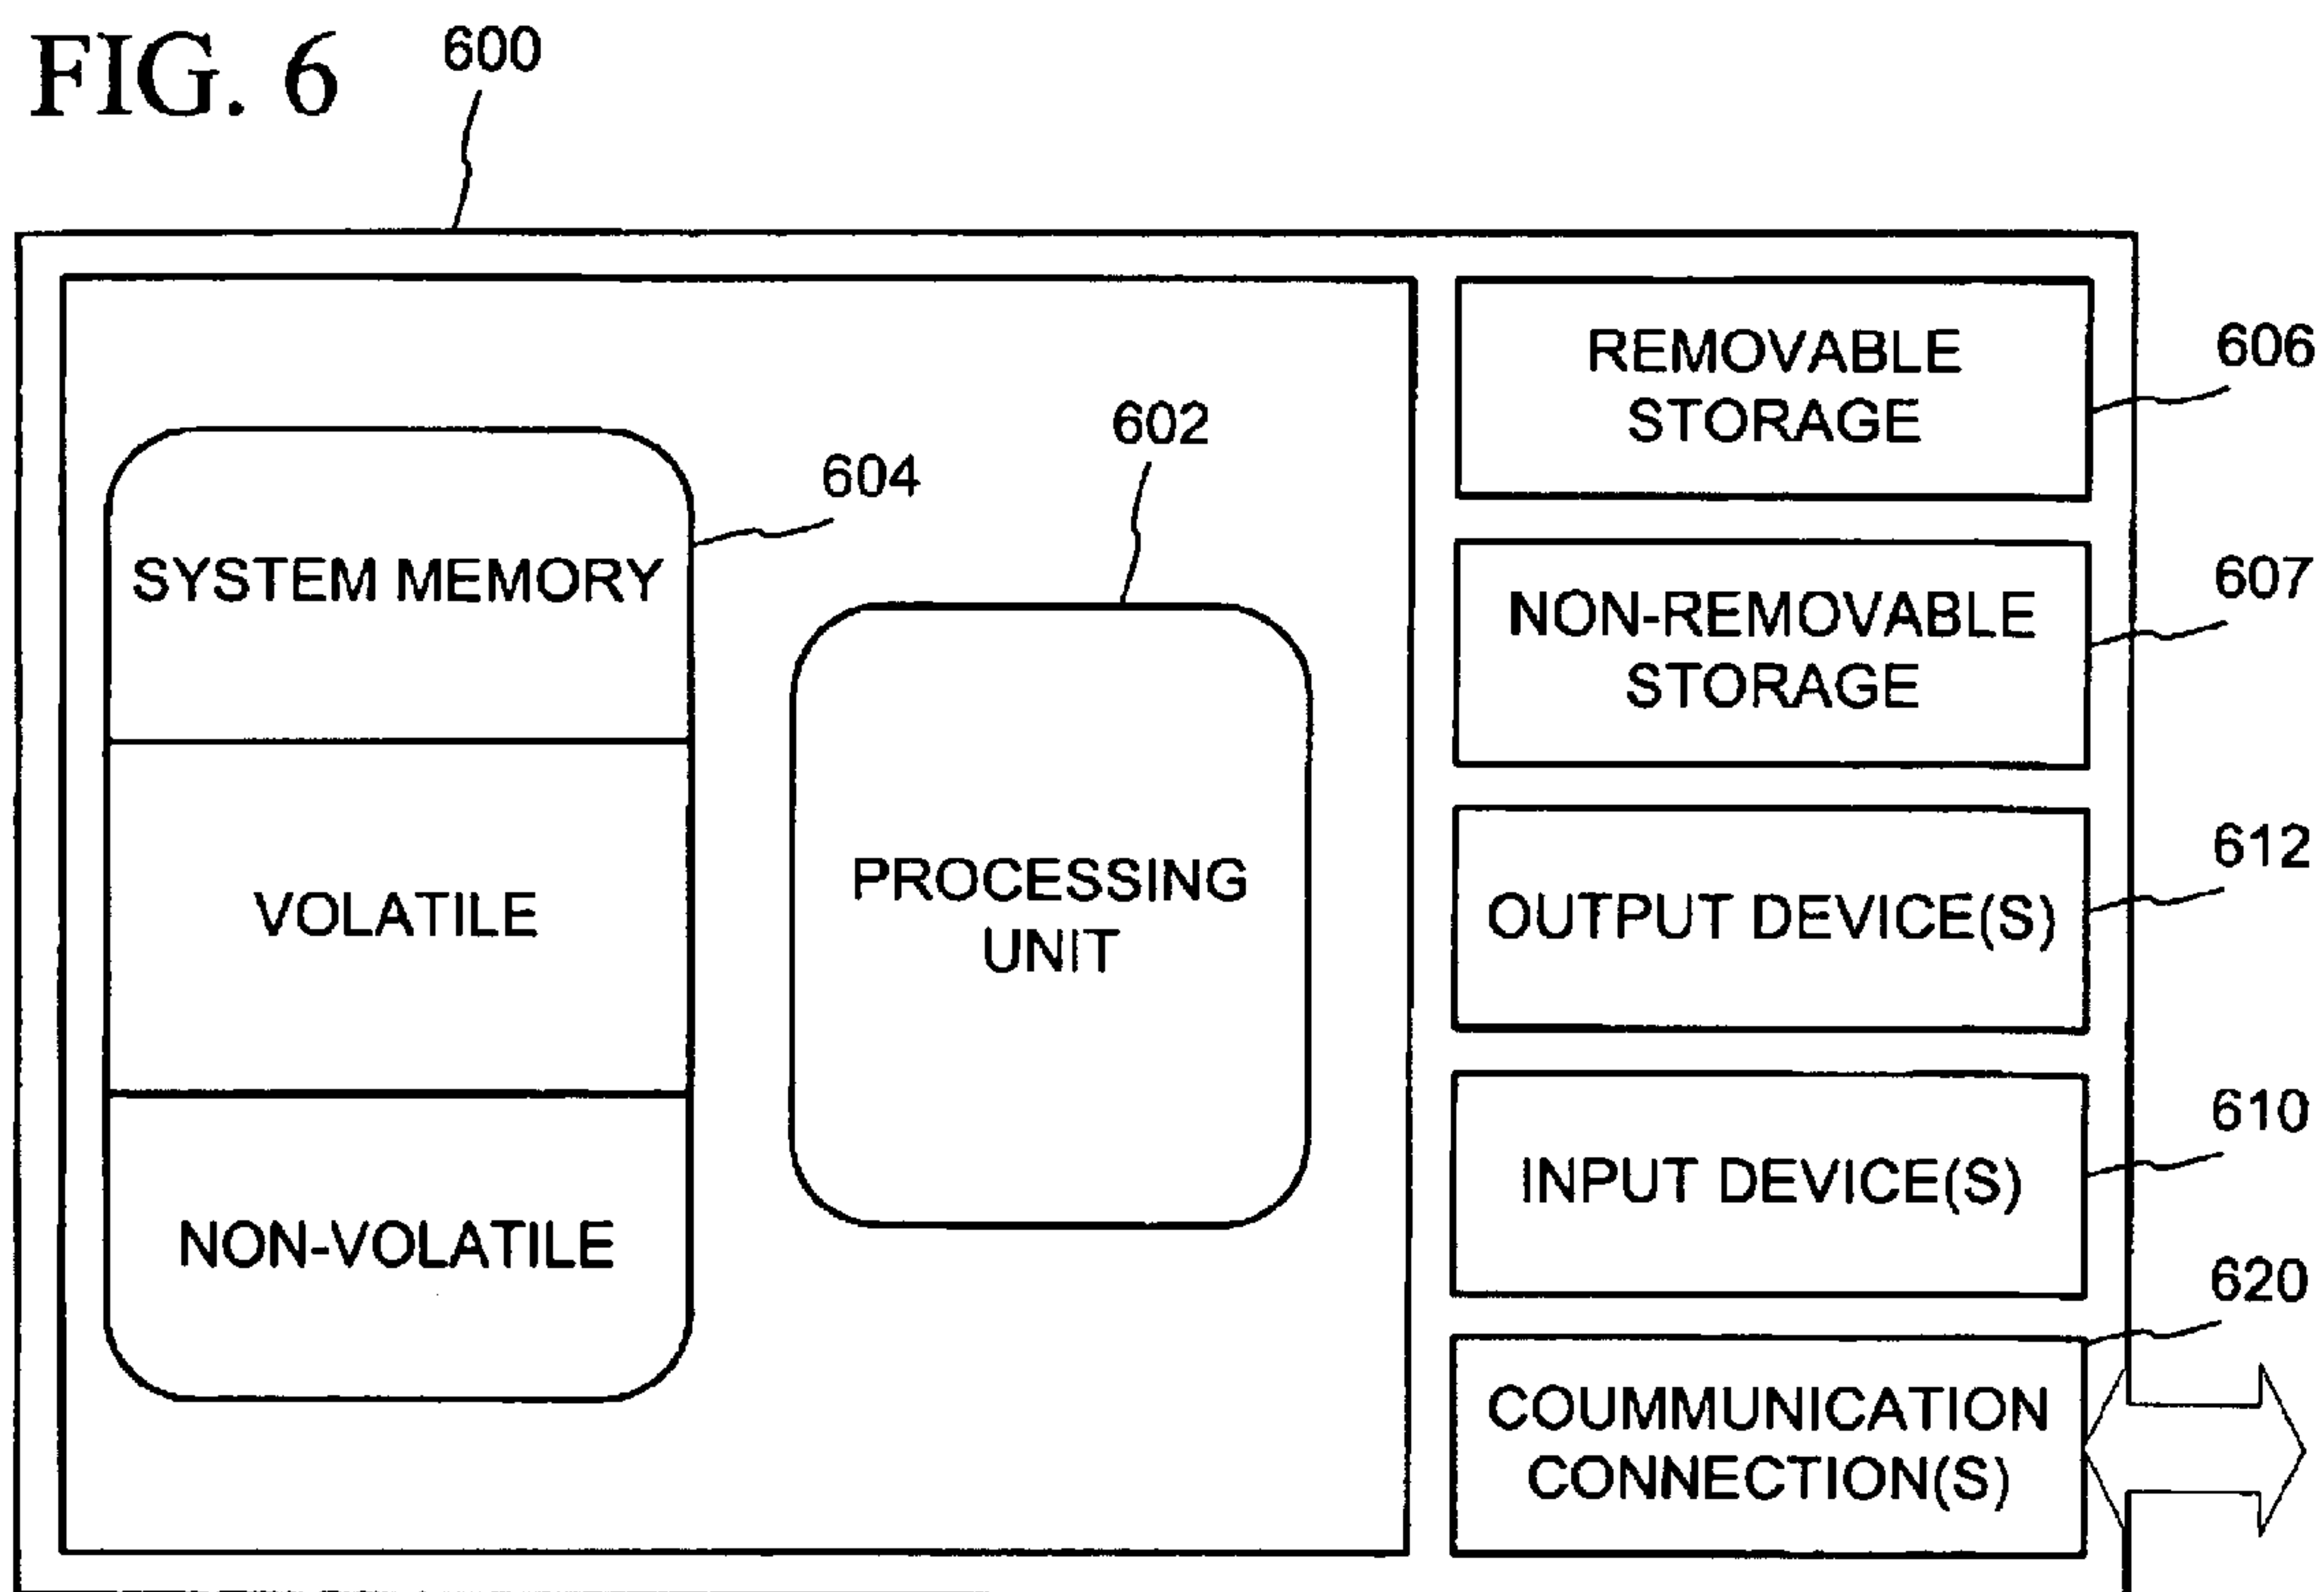 FIG. 6
600
604
SYSTEM MEMORY
VOLATILE
NON-VOLATILE
602
PROCESSING
UNIT
606
REMOVABLE
STORAGE
607
NON-REMOVABLE
STORAGE
612
OUTPUT DEVICE(S)
610
INPUT DEVICE(S)
620
COUMMUNICATION
CONNECTION(S)